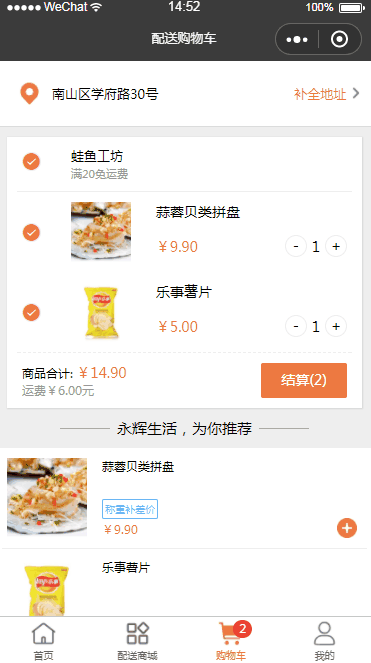 WeChat 14:52 100%
配送购物车
南山区学府路30号 补全地址
蛙鱼工坊
满20免运费
蒜蓉贝类拼盘
￥9.90 - 1 +
乐事薯片
￥5.00 - 1 +
商品合计: ￥14.90
运费￥6.00元
结算(2)
永辉生活，为你推荐
蒜蓉贝类拼盘
称重补差价
￥9.90
乐事薯片
2
首页 配送商城 购物车 我的